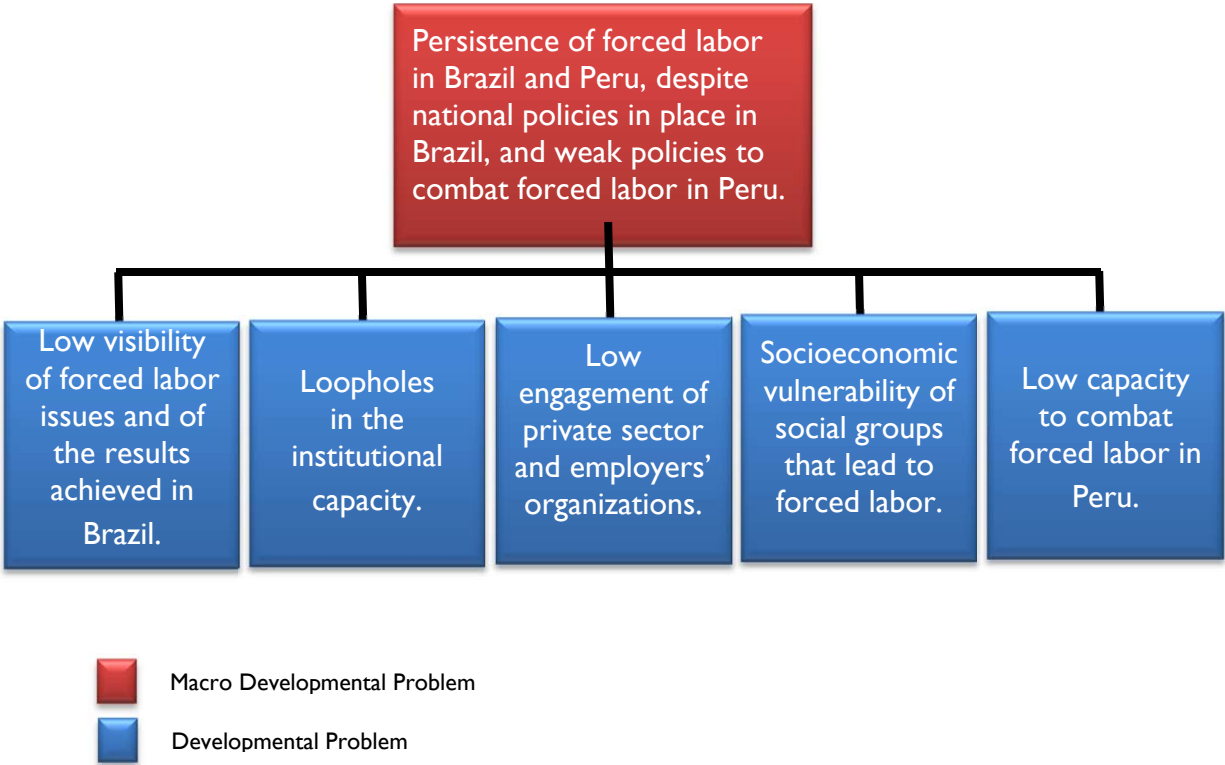 Persistence of forced labor
in Brazil and Peru, despite
national policies in place in
Brazil, and weak policies to
combat forced labor in Peru.
Low visibility
of forced labor
issues and of
the results
achieved in
Brazil.
Loopholes
in the
institutional
capacity.
Low
engagement of
private sector
and employers’
organizations.
Socioeconomic
vulnerability of
social groups
that lead to
forced labor.
Low capacity
to combat
forced labor in
Peru.
Macro Developmental Problem
Developmental Problem